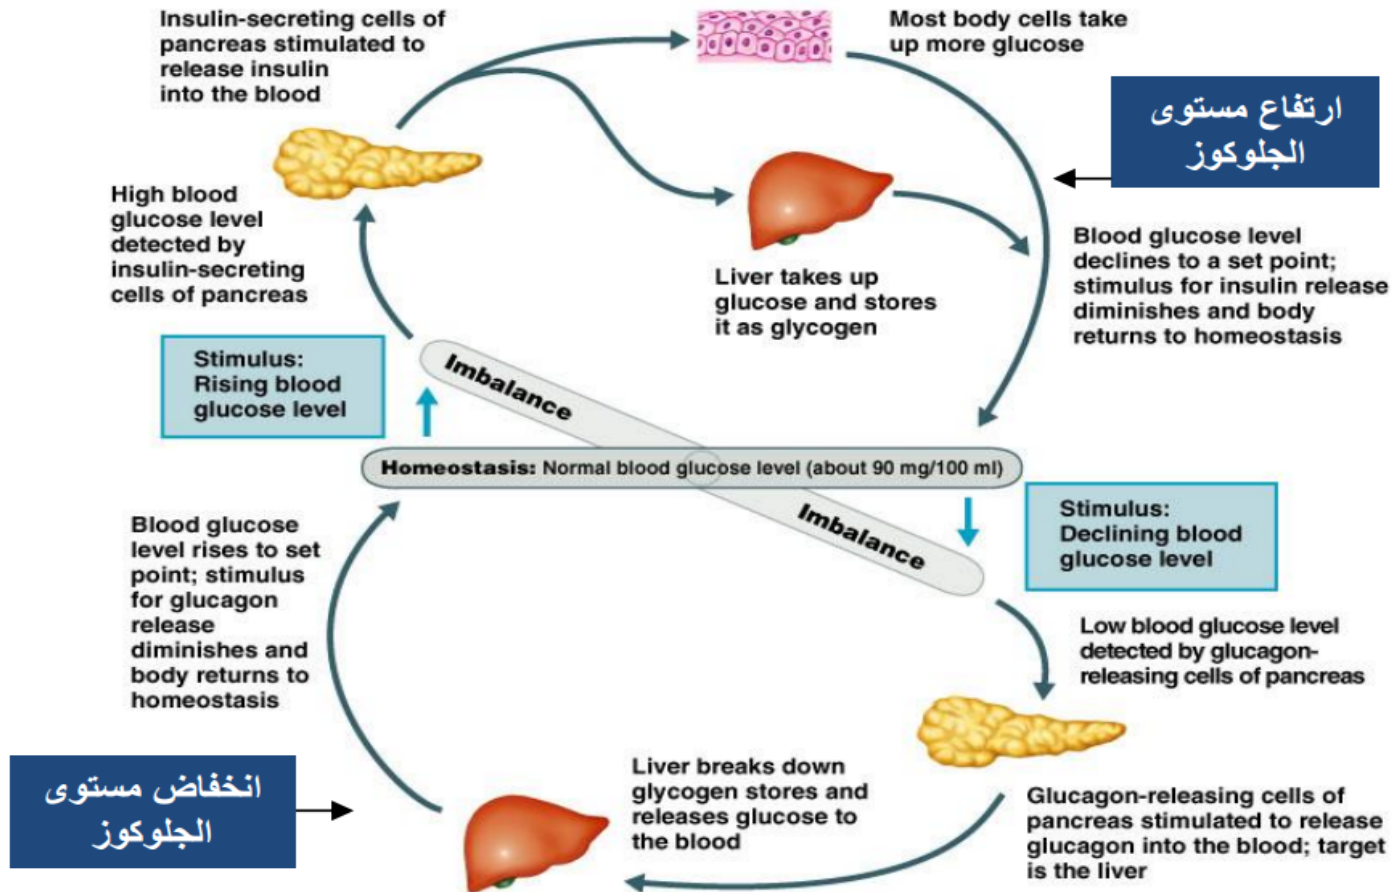 Insulin-secreting cells of
pancreas stimulated to
release insulin
into the blood
Most body cells take
up more glucose
ارتفاع مستوى
الجلوكوز
High blood
glucose level
detected by
insulin-secreting
cells of pancreas
Liver takes up
glucose and stores
it as glycogen
Blood glucose level
declines to a set point;
stimulus for insulin release
diminishes and body
returns to homeostasis
Stimulus:
Rising blood
glucose level
Imbalance
Homeostasis: Normal blood glucose level (about 90 mg/100 ml)
Imbalance
Stimulus:
Declining blood
glucose level
Blood glucose
level rises to set
point; stimulus
for glucagon
release
diminishes and
body returns to
homeostasis
Low blood glucose level
detected by glucagon-
releasing cells of pancreas
انخفاض مستوى
الجلوكوز
Liver breaks down
glycogen stores and
releases glucose to
the blood
Glucagon-releasing cells of
pancreas stimulated to release
glucagon into the blood; target
is the liver